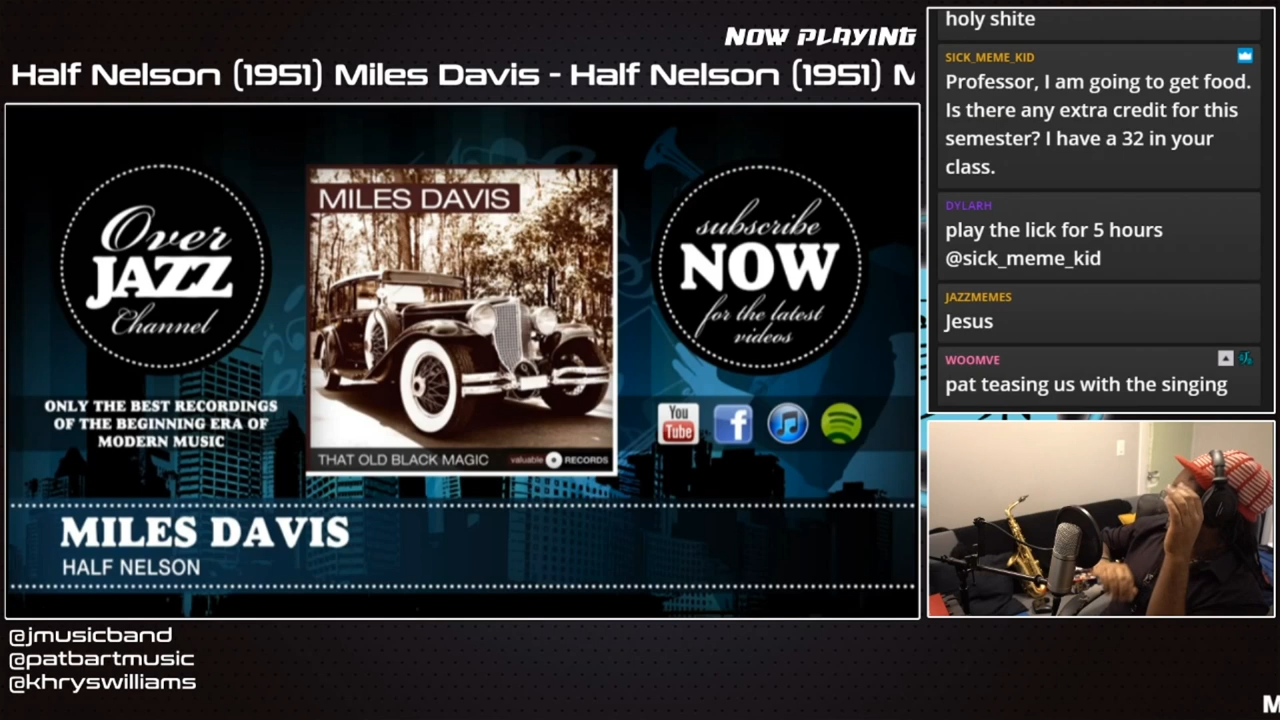 NOW PLAYING
Half Nelson (1951) Miles Davis - Half Nelson (1951) M
Over
JAZZ
Channel
ONLY THE BEST RECORDINGS
OF THE BEGINNING ERA OF
MODERN MUSIC
MILES DAVIS
THAT OLD BLACK MAGIC valuable RECORDS
subscribe
NOW
for the latest
videos
You
Tube
MILES DAVIS
HALF NELSON
@jmusicband
@patbartmusic
@khryswilliams
holy shite
SICK_MEME_KID
Professor, I am going to get food.
Is there any extra credit for this
semester? I have a 32 in your
class.
DYLARH
play the lick for 5 hours
@sick_meme_kid
JAZZMEMES
Jesus
WOOMVE
pat teasing us with the singing
M